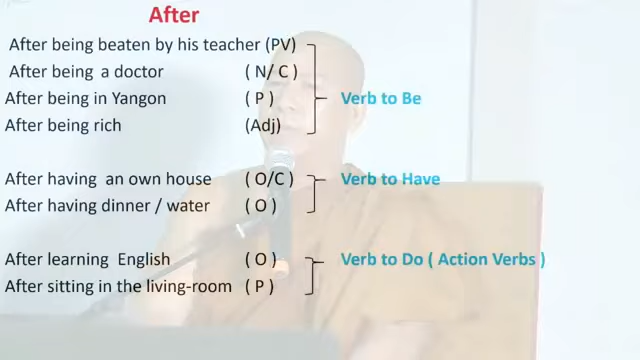 After
After being beaten by his teacher (PV)
After being a doctor ( N/ C )
After being in Yangon ( P )
Verb to Be
After being rich (Adj)
After having an own house ( O/C )
Verb to Have
After having dinner / water ( O )
After learning English ( O )
Verb to Do ( Action Verbs )
After sitting in the living-room ( P )